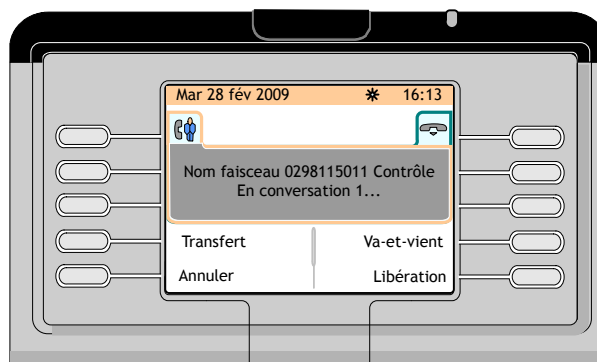 Mar 28 fév 2009 16:13
Nom faisceau 0298115011 Contrôle
En conversation 1...
Transfert Va-et-vient
Annuler Libération